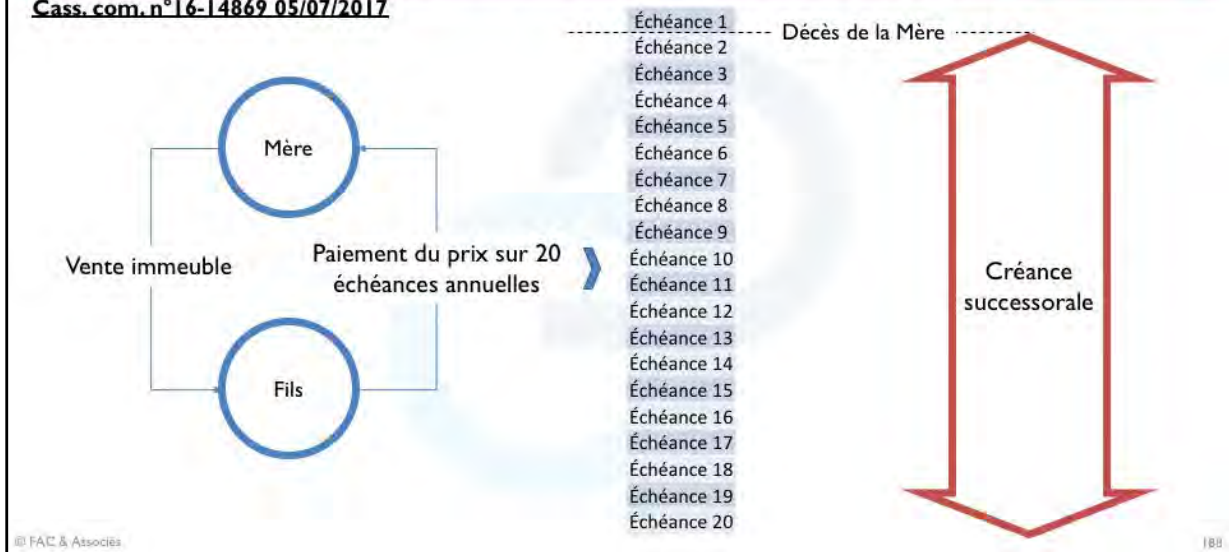 Cass. com. n°16-14869 05/07/2017
Mère
Vente immeuble
Paiement du prix sur 20
échéances annuelles
Fils
Échéance 1
Échéance 2
Échéance 3
Échéance 4
Échéance 5
Échéance 6
Échéance 7
Échéance 8
Échéance 9
Échéance 10
Échéance 11
Échéance 12
Échéance 13
Échéance 14
Échéance 15
Échéance 16
Échéance 17
Échéance 18
Échéance 19
Échéance 20
Décès de la Mère
Créance
successorale
© FAC & Associés
188